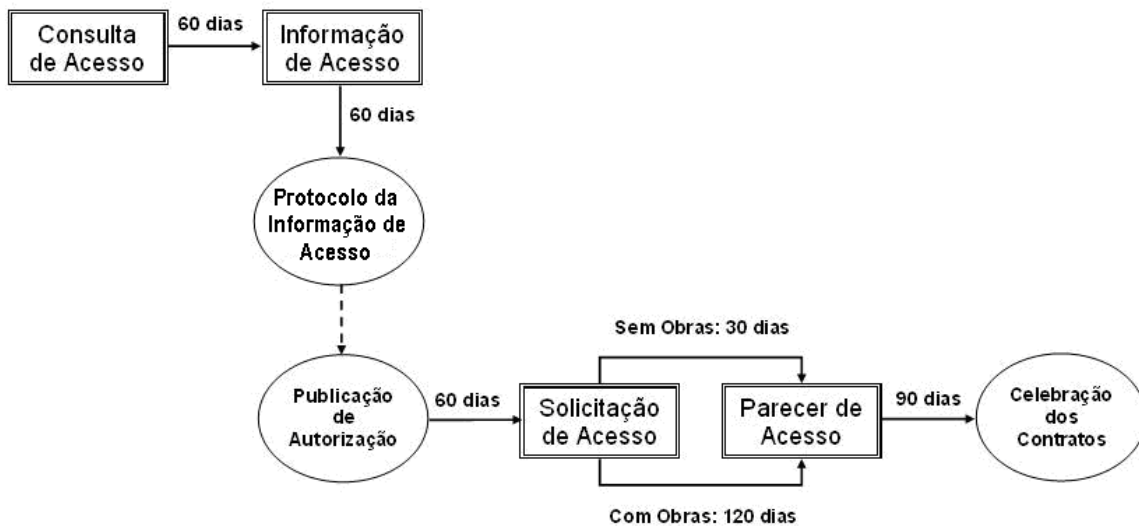 60 dias
Consulta
de Acesso
Informação
de Acesso
60 dias
Protocolo da
Informação de
Acesso
Sem Obras: 30 dias
Publicação
de
Autorização
60 dias
Solicitação
de Acesso
Parecer de
Acesso
90 dias
Celebração
dos
Contratos
Com Obras: 120 dias